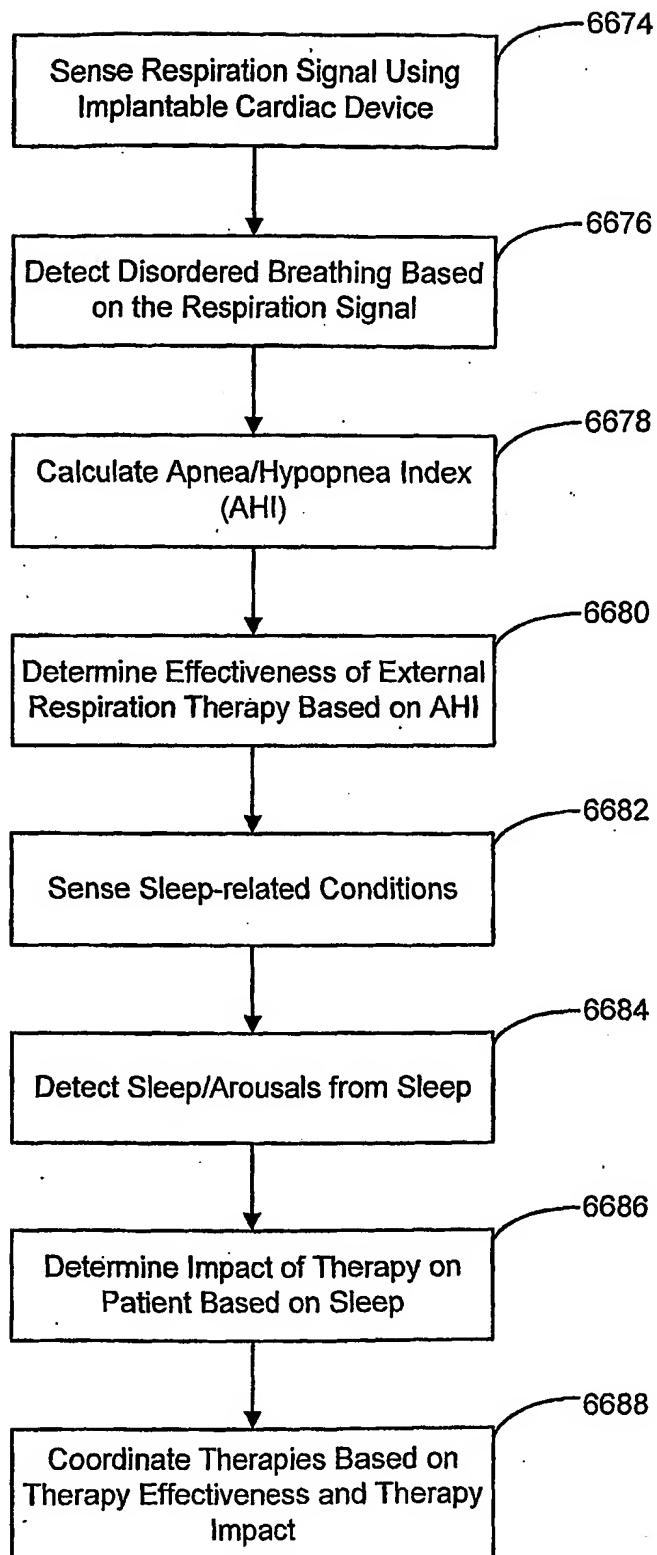 6674
Sense Respiration Signal Using
Implantable Cardiac Device
6676
Detect Disordered Breathing Based
on the Respiration Signal
6678
Calculate Apnea/Hypopnea Index
(AHI)
6680
Determine Effectiveness of External
Respiration Therapy Based on AHI
6682
Sense Sleep-related Conditions
6684
Detect Sleep/Arousals from Sleep
6686
Determine Impact of Therapy on
Patient Based on Sleep
6688
Coordinate Therapies Based on
Therapy Effectiveness and Therapy
Impact